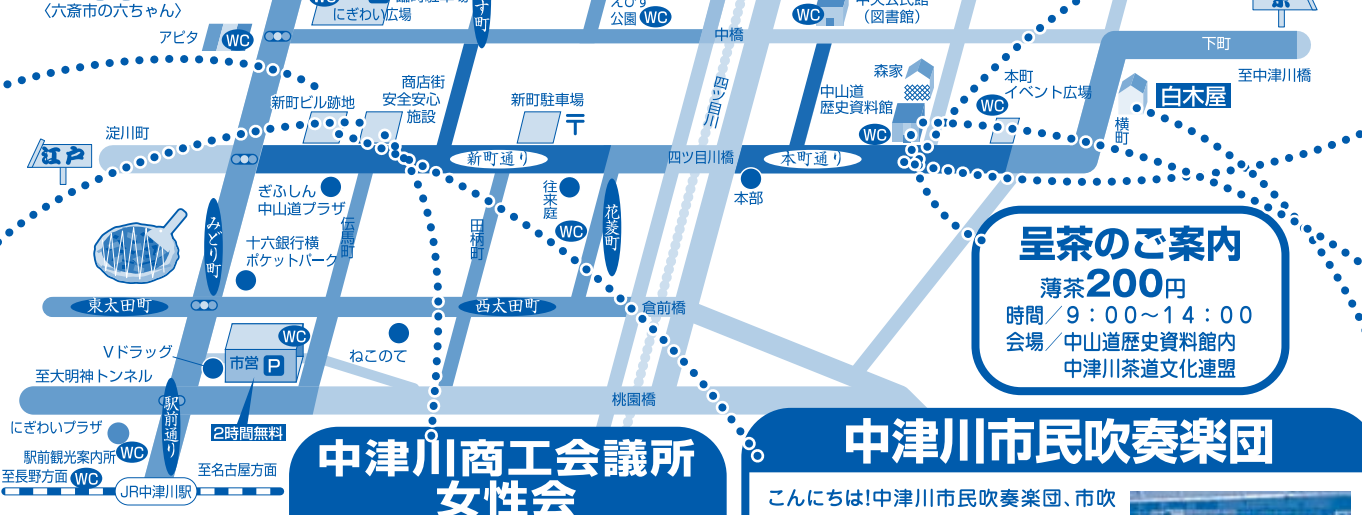 〈六斎市の六ちゃん〉
にぎわい広場
す町
公園
WC
WC
(図書館)
アピタ
WC
中橋
下町
至中津川橋
商店街
安全安心
施設
新町ビル跡地
新町駐車場
〒
四ツ目川
森家
中山道
歴史資料館
WC
本町
イベント広場
WC
白木屋
横町
淀川町
江戸
新町通り
四ツ目川橋
本町通り
本部
ぎふしん
中山道プラザ
伝馬町
田柄町
往来庭
WC
花菱町
みどり町
十六銀行横
ポケットパーク
東太田町
西太田町
倉前橋
WC
市営 P
Vドラッグ
ねこのて
至大明神トンネル
桃園橋
駅前通り
2時間無料
にぎわいプラザ
駅前観光案内所
WC
至長野方面
WC
至名古屋方面
JR中津川駅
呈茶のご案内
薄茶200円
時間／9：00〜14：00
会場／中山道歴史資料館内
中津川茶道文化連盟
中津川商工会議所
女性会
中津川市民吹奏楽団
こんにちは!中津川市民吹奏楽団、市吹